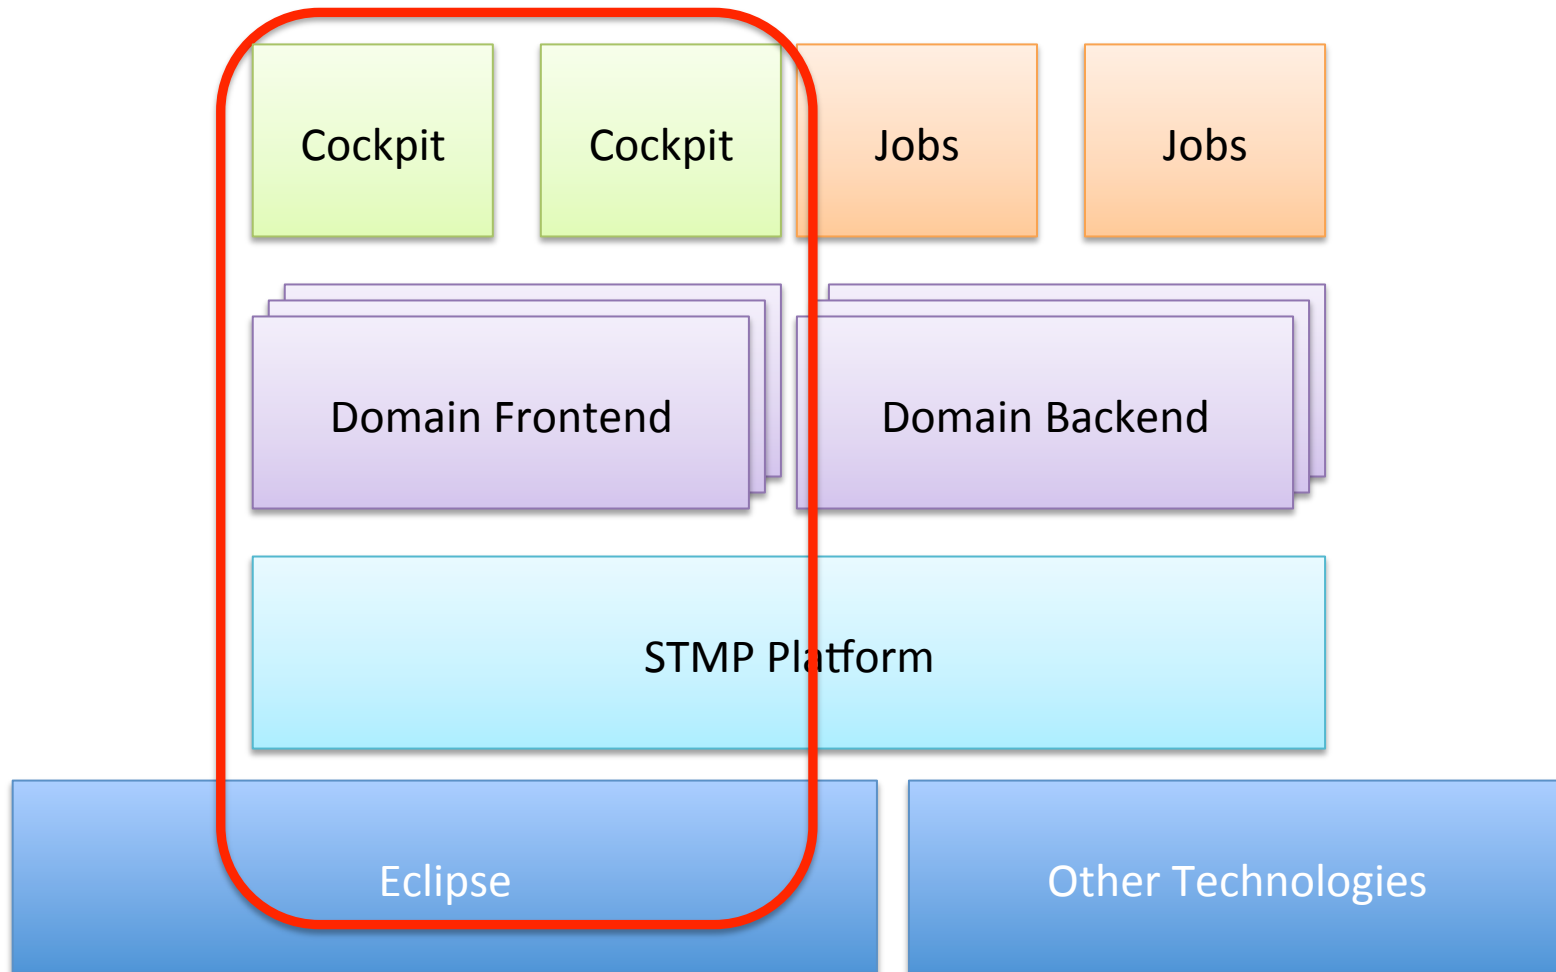 Cockpit
Cockpit
Jobs
Jobs
Domain Frontend
Domain Backend
STMP Platform
Eclipse
Other Technologies